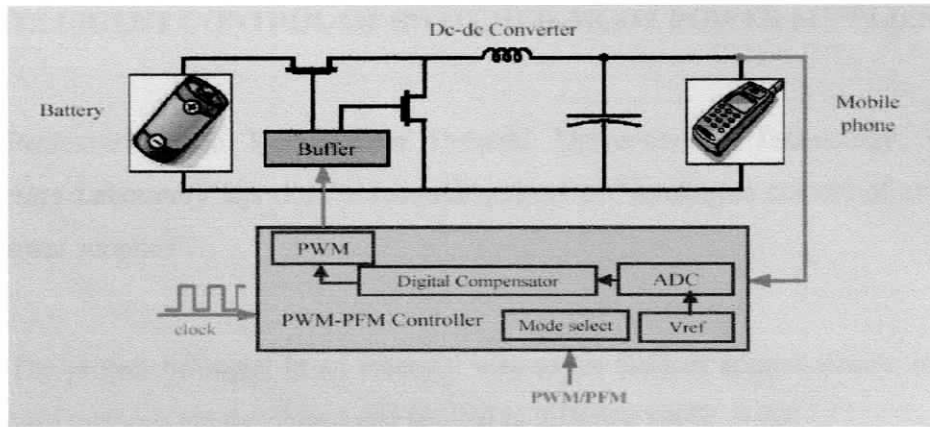 Dc-dc Converter
Battery
Mobile
phone
Buffer
PWM
Digital Compensator
ADC
clock
PWM-PFM Controller
Mode select
Vref
PWM/PFM